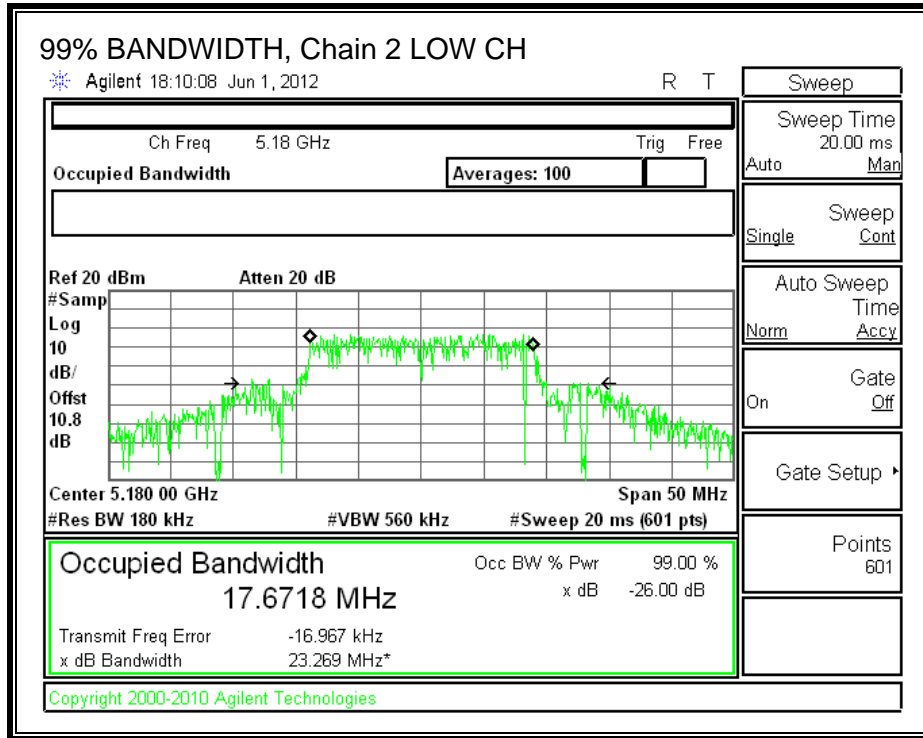 99% BANDWIDTH, Chain 2 LOW CH
Agilent 18:10:08 Jun 1, 2012 R T
Ch Freq 5.18 GHz Trig Free
Occupied Bandwidth Averages: 100
Ref 20 dBm Atten 20 dB
#Samp
Log
10
dB/
Offst
10.8
dB
Center 5.180 00 GHz Span 50 MHz
#Res BW 180 kHz #VBW 560 kHz #Sweep 20 ms (601 pts)
Occupied Bandwidth Occ BW % Pwr 99.00 %
17.6718 MHz x dB -26.00 dB
Transmit Freq Error -16.967 kHz
x dB Bandwidth 23.269 MHz*
Copyright 2000-2010 Agilent Technologies
Sweep
Sweep Time
20.00 ms
Auto Man
Sweep
Single Cont
Auto Sweep
Time
Norm Accy
Gate
On Off
Gate Setup
Points
601